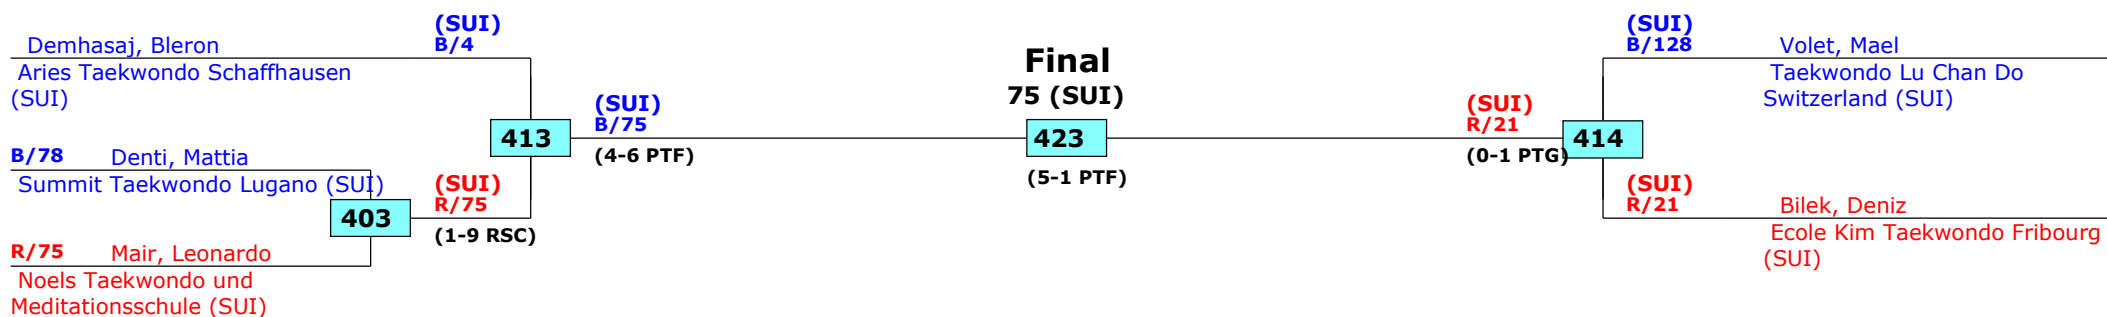 (SUI)
B/4
Demhasaj, Bleron
Aries Taekwondo Schaffhausen
(SUI)
B/78 Denti, Mattia
Summit Taekwondo Lugano (SUI)
403
R/75 Mair, Leonardo
Noels Taekwondo und
Meditationsschule (SUI)
(SUI)
R/75
(1-9 RSC)
413
(SUI)
B/75
(4-6 PTF)
Final
75 (SUI)
423
(5-1 PTF)
(SUI)
R/21
(0-1 PTG)
414
(SUI)
B/128
Volet, Mael
Taekwondo Lu Chan Do
Switzerland (SUI)
(SUI)
R/21
Bilek, Deniz
Ecole Kim Taekwondo Fribourg
(SUI)